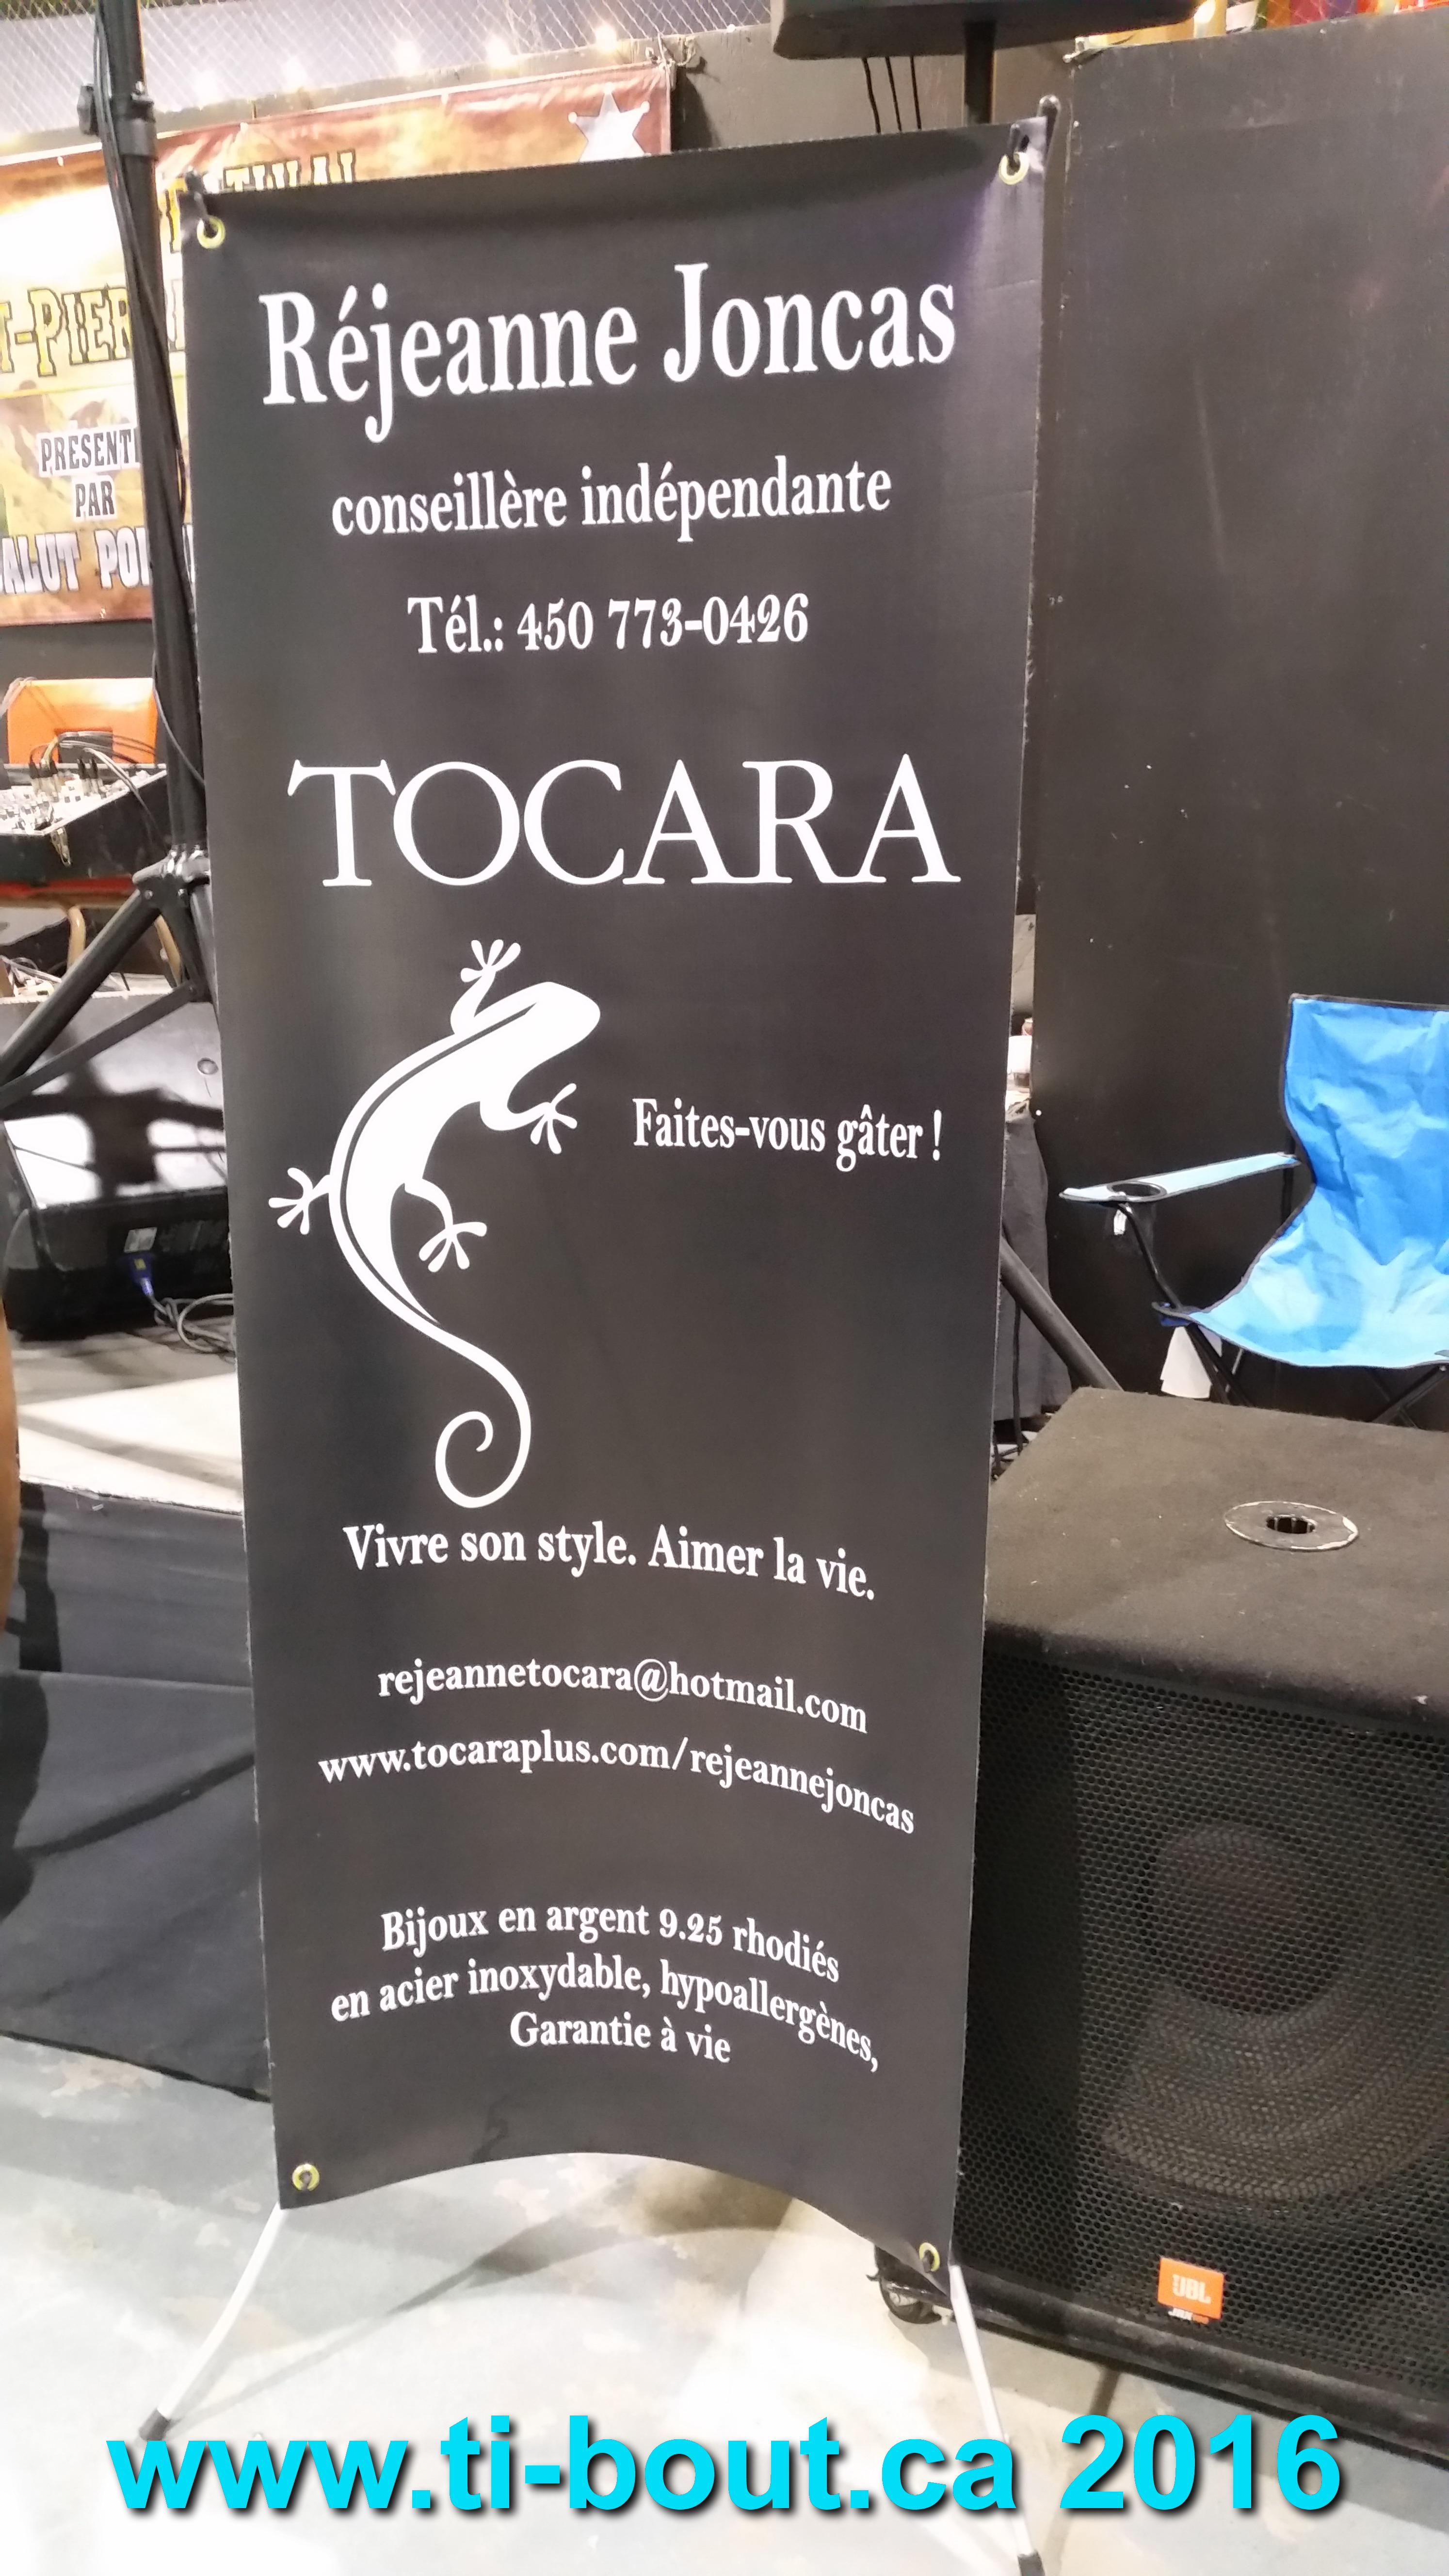 PRÉSENTÉ
PAR
Réjeanne Joncas
conseillère indépendante
Tél.: 450 773-0426
TOCARA
Faites-vous gâter !
Vivre son style. Aimer la vie.
rejeannetocara@hotmail.com
www.tocaraplus.com/rejeannejoncas
Bijoux en argent 9.25 rhodiés
en acier inoxydable, hypoallergènes,
Garantie à vie
JBL
www.ti-bout.ca 2016